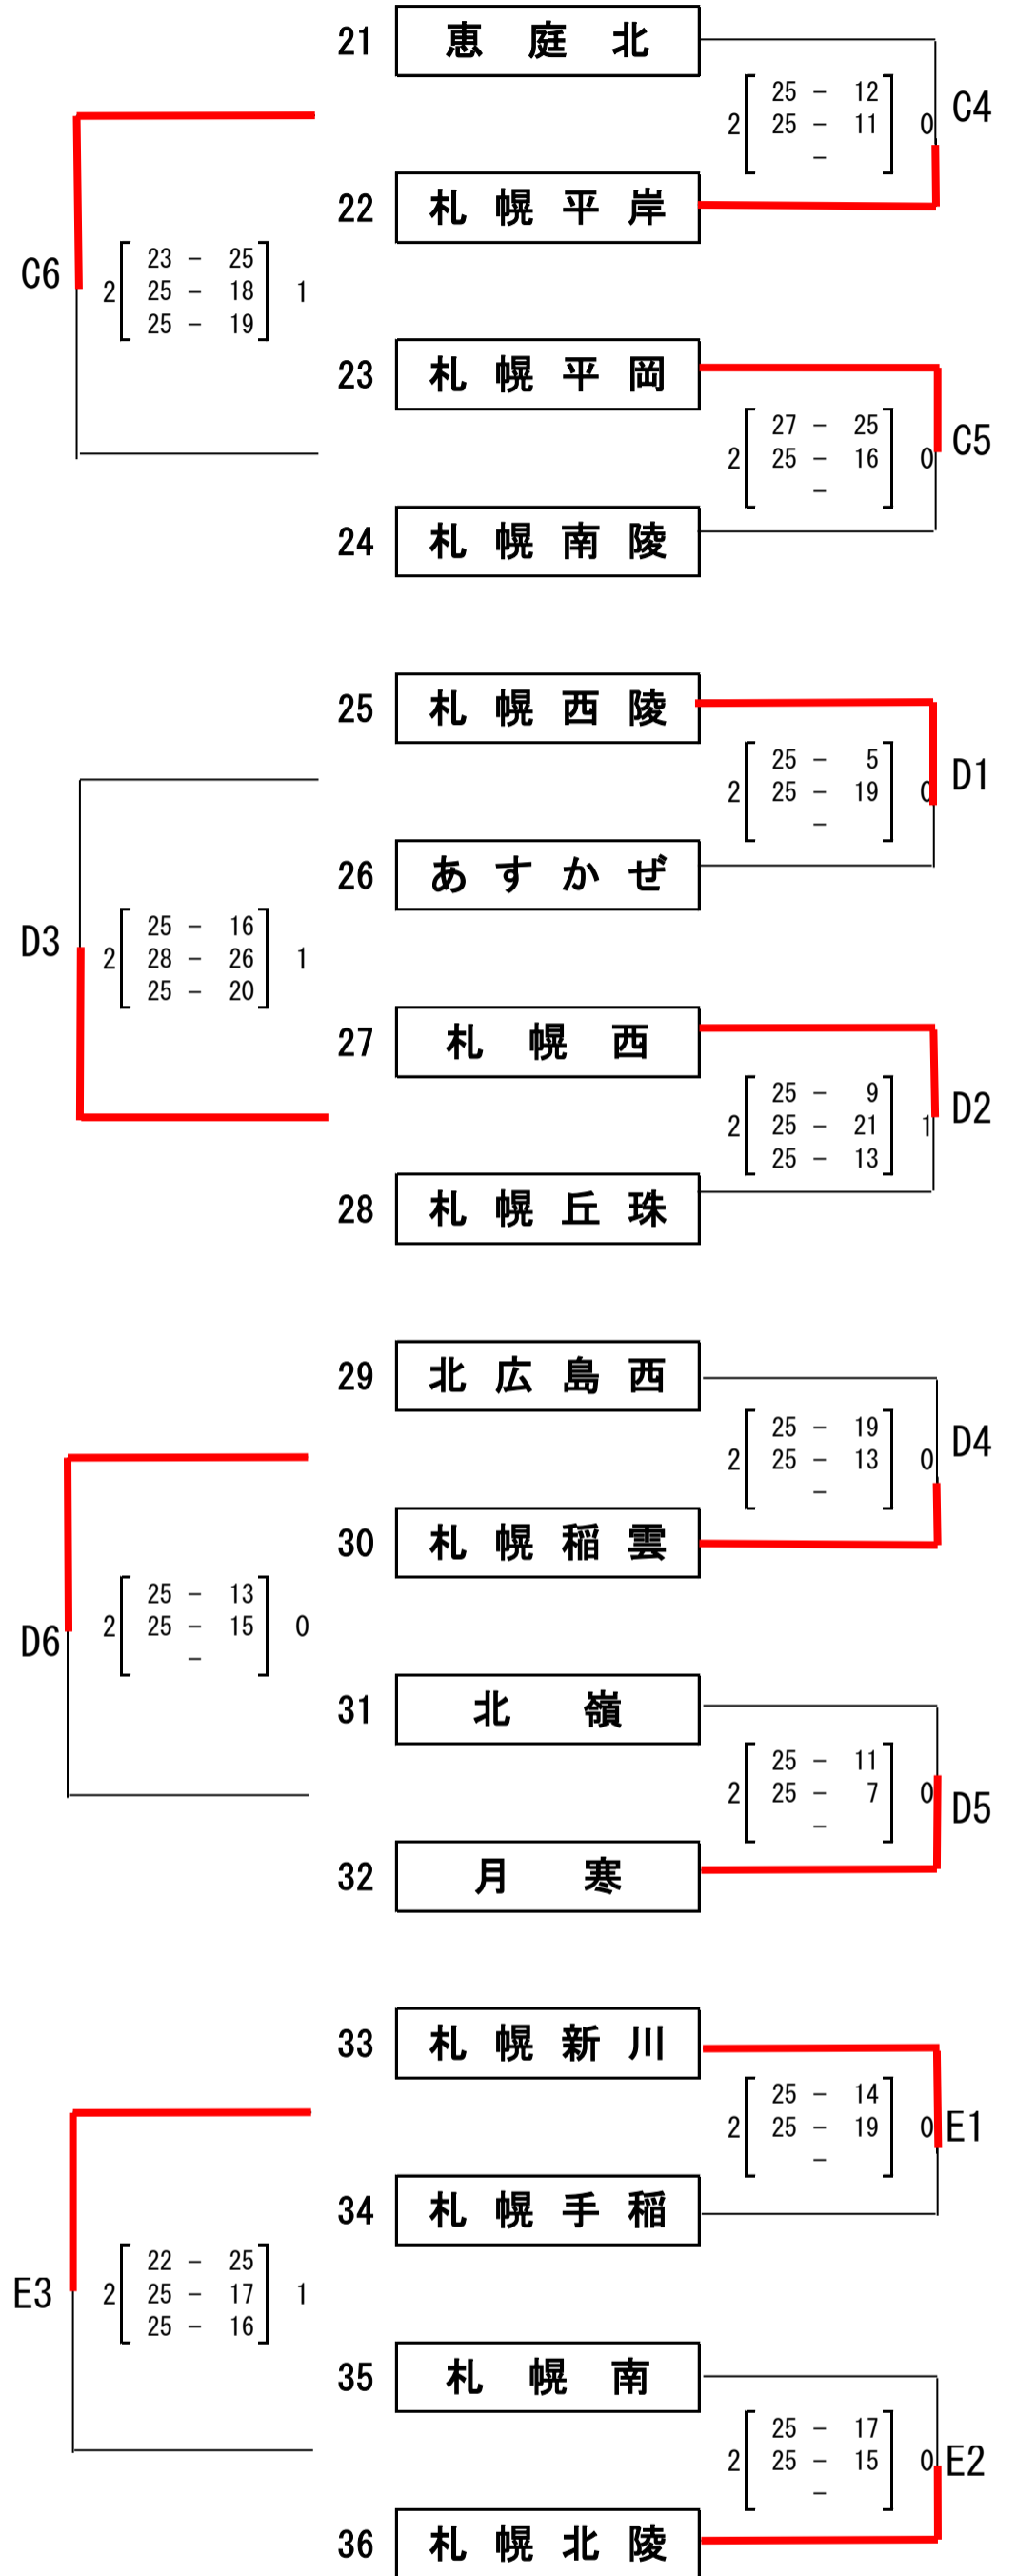 21 恵庭北
2 25 - 12 0 C4
25 - 11
-
22 札幌平岸
C6 2 23 - 25 1
25 - 18
25 - 19
23 札幌平岡
2 27 - 25 0 C5
25 - 16
-
24 札幌南陵
25 札幌西陵
2 25 - 5 0 D1
25 - 19
-
26 あすかぜ
D3 2 25 - 16 1
28 - 26
25 - 20
27 札幌西
2 25 - 9 1 D2
25 - 21
25 - 13
28 札幌丘珠
29 北広島西
2 25 - 19 0 D4
25 - 13
-
30 札幌稲雲
D6 2 25 - 13 0
25 - 15
-
31 北嶺
2 25 - 11 0 D5
25 - 7
-
32 月寒
33 札幌新川
2 25 - 14 0 E1
25 - 19
-
34 札幌手稲
E3 2 22 - 25 1
25 - 17
25 - 16
35 札幌南
2 25 - 17 0 E2
25 - 15
-
36 札幌北陵